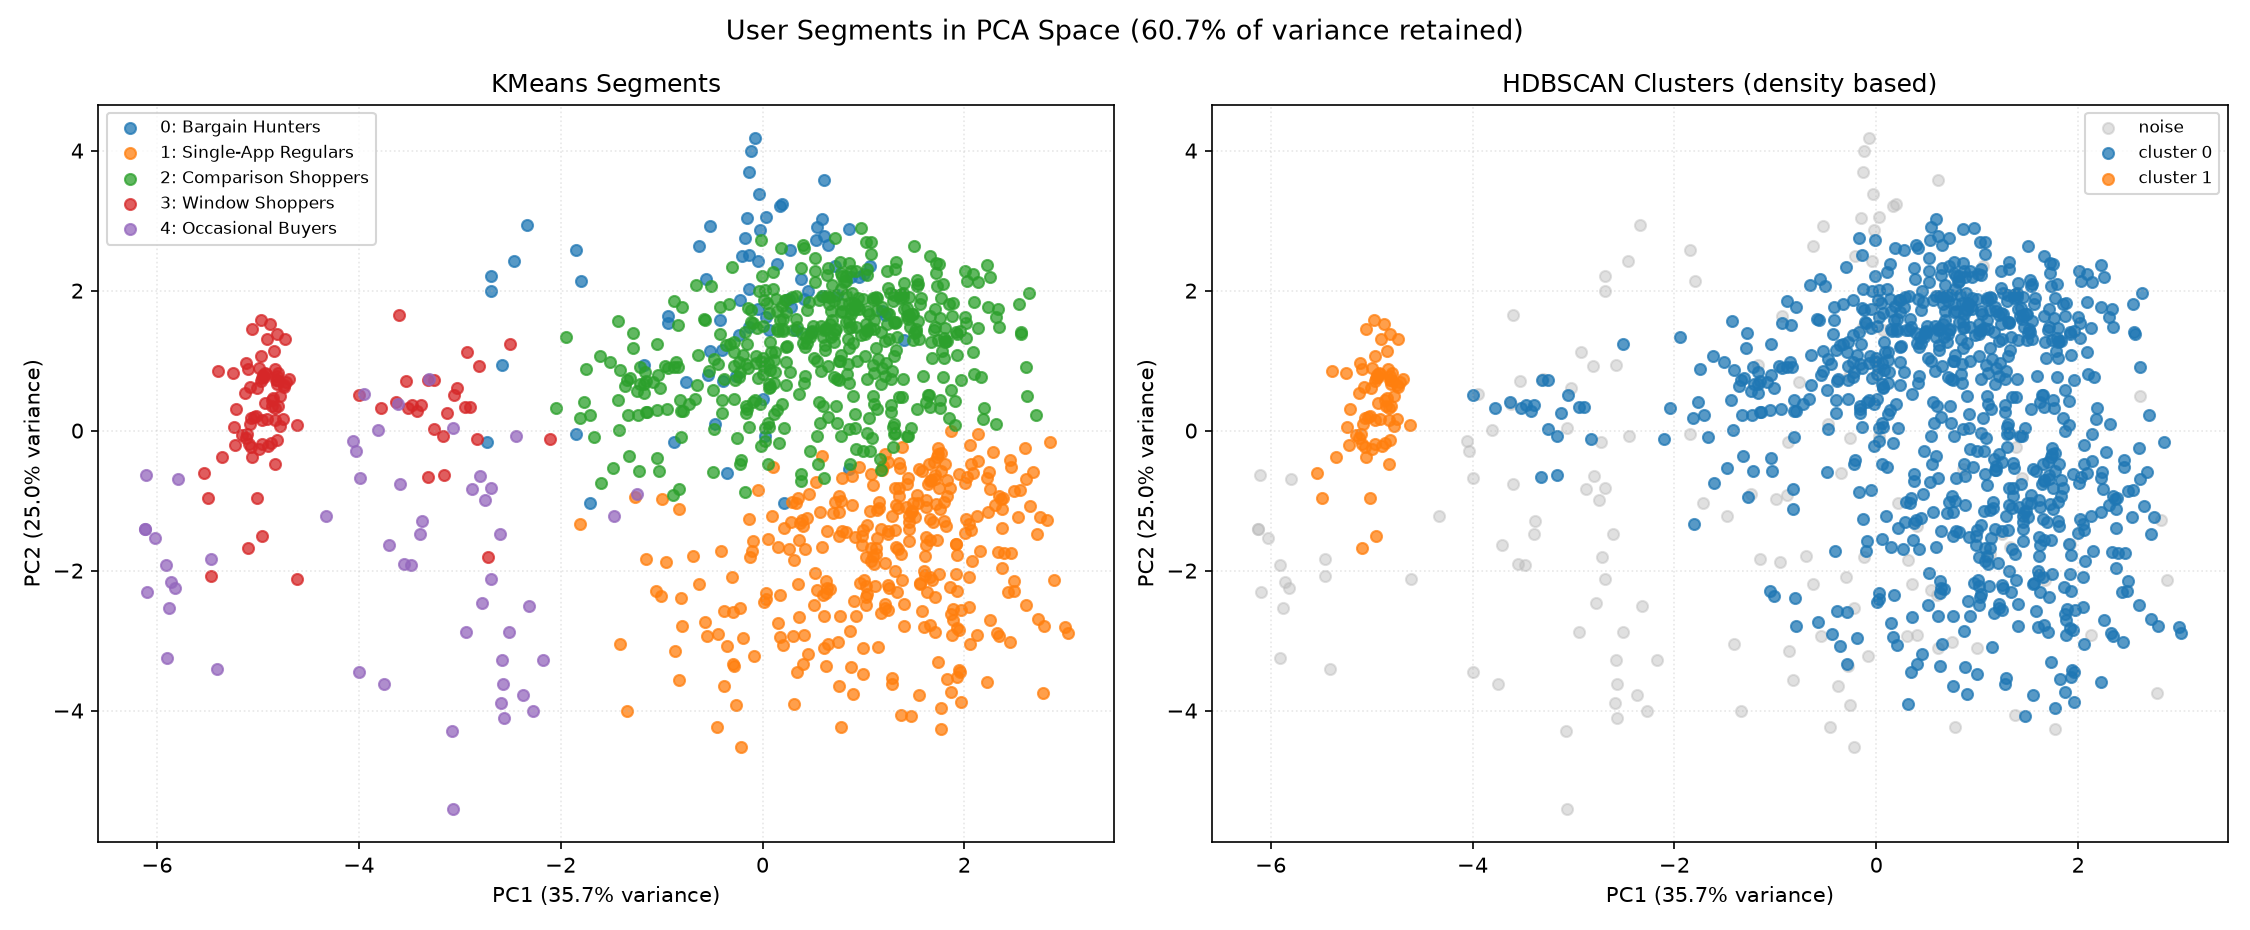 User Segments in PCA Space (60.7% of variance retained)
KMeans Segments
0: Bargain Hunters
1: Single-App Regulars
2: Comparison Shoppers
3: Window Shoppers
4: Occasional Buyers
4
2
0
−2
−4
PC2 (25.0% variance)
−6
−4
−2
0
2
PC1 (35.7% variance)
HDBSCAN Clusters (density based)
noise
cluster 0
cluster 1
4
2
0
−2
−4
PC2 (25.0% variance)
−6
−4
−2
0
2
PC1 (35.7% variance)